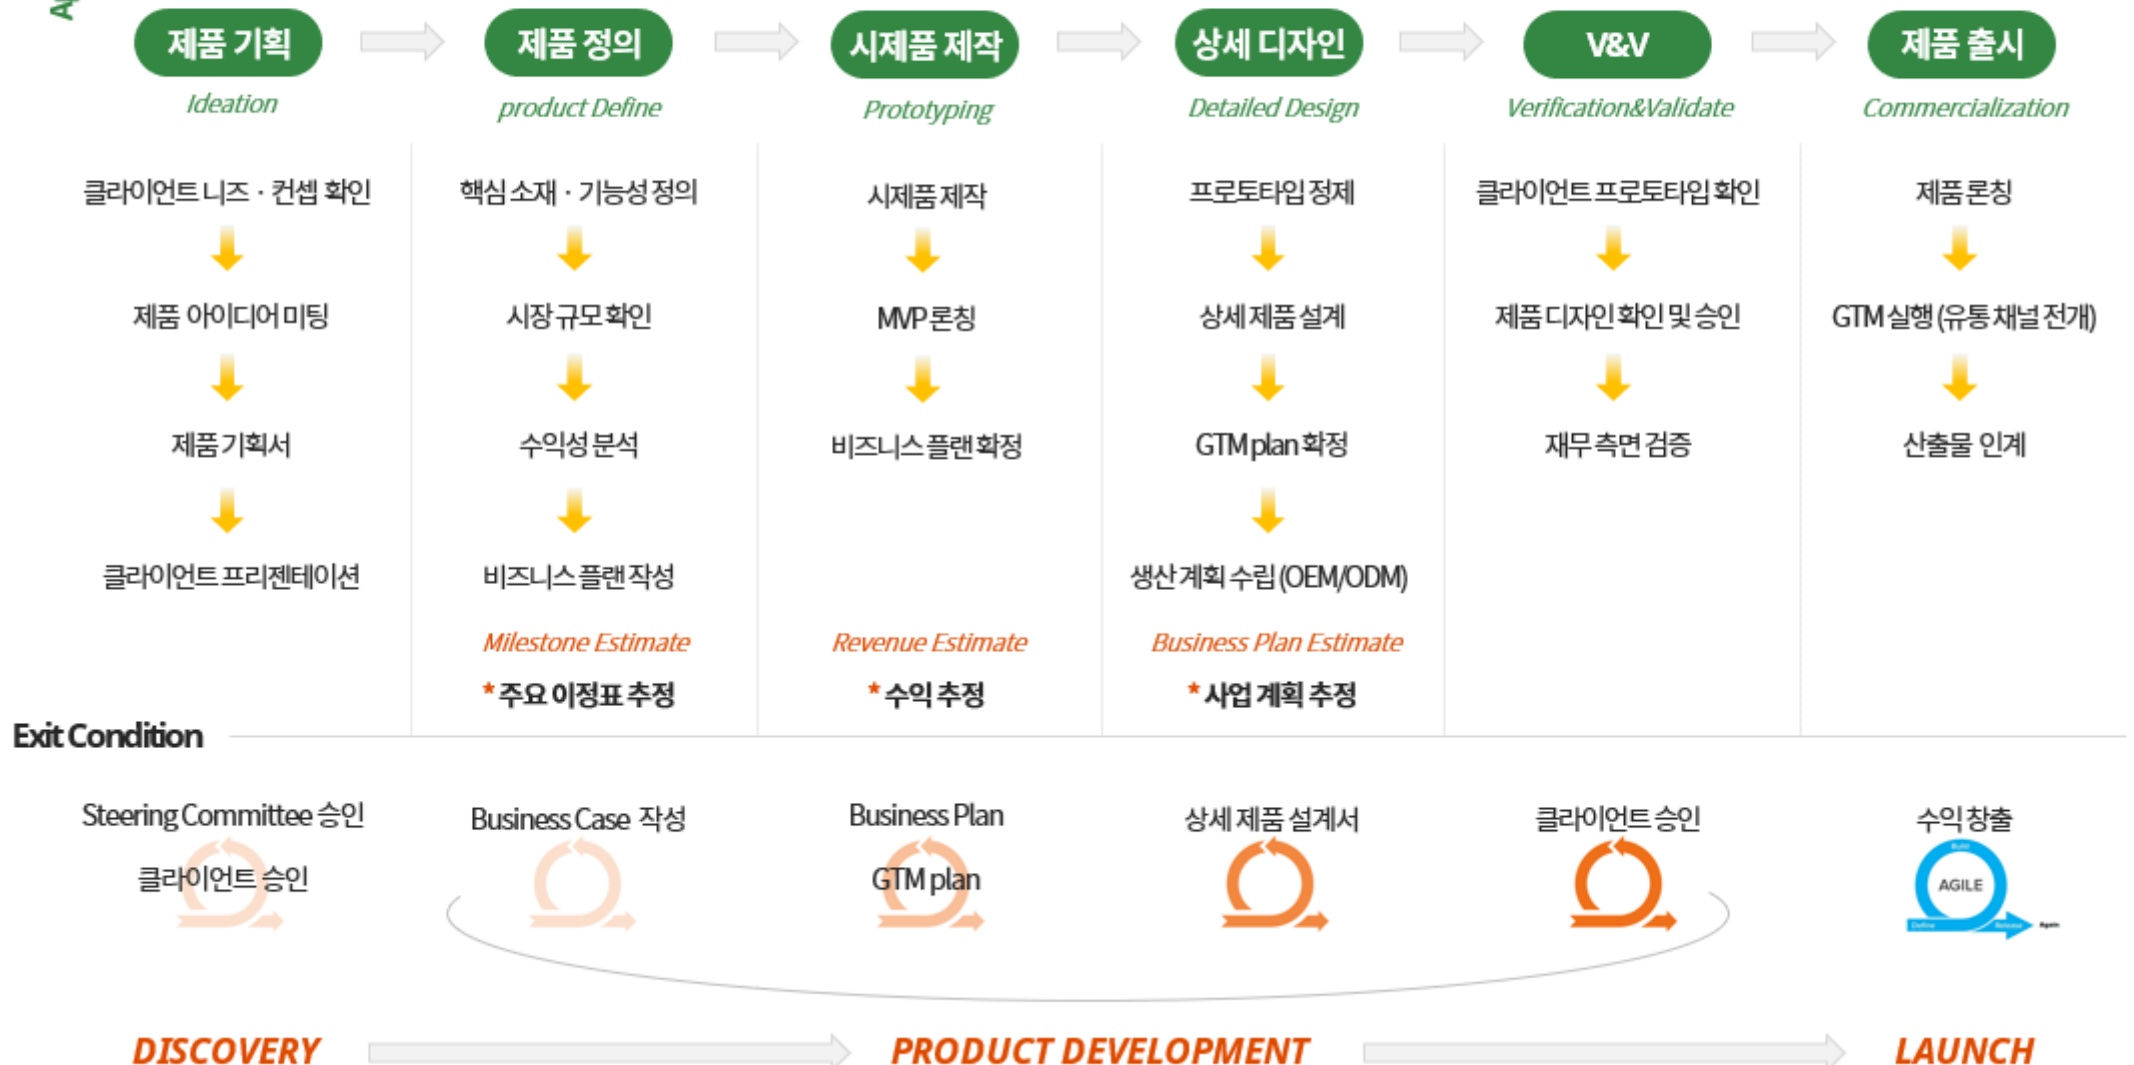 제품 기획
제품 정의
시제품 제작
상세 디자인
V&V
제품 출시
Ideation
product Define
Prototyping
Detailed Design
Verification&Validate
Commercialization
클라이언트 니즈 · 컨셉 확인
제품 아이디어 미팅
제품 기획서
클라이언트 프리젠테이션
핵심 소재 · 기능성 정의
시장 규모 확인
수익성 분석
비즈니스 플랜 작성
Milestone Estimate
* 주요 이정표 추정
시제품 제작
MVP 론칭
비즈니스 플랜 확정
Revenue Estimate
* 수익 추정
프로토타입 정제
상세 제품 설계
GTM plan 확정
생산 계획 수립 (OEM/ODM)
Business Plan Estimate
* 사업 계획 추정
클라이언트 프로토타입 확인
제품 디자인 확인 및 승인
재무 측면 검증
제품 론칭
GTM 실행 (유통 채널 전개)
산출물 인계
Exit Condition
Steering Committee 승인
클라이언트 승인
Business Case 작성
Business Plan
GTM plan
상세 제품 설계서
클라이언트 승인
수익 창출
Build
AGILE
Define
Release
Again
DISCOVERY
PRODUCT DEVELOPMENT
LAUNCH